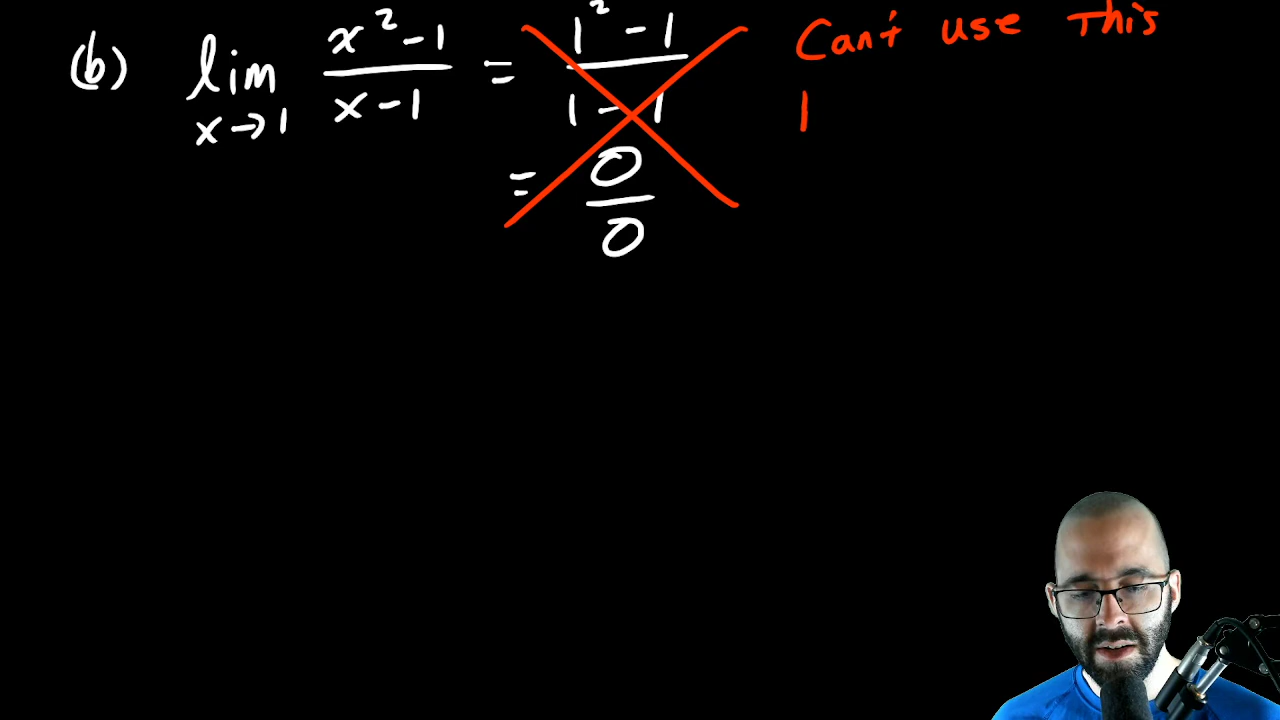 (b) lim x→1 x²-1 / x-1 = 1²-1 / 1-1 Can't use this
= 0/0